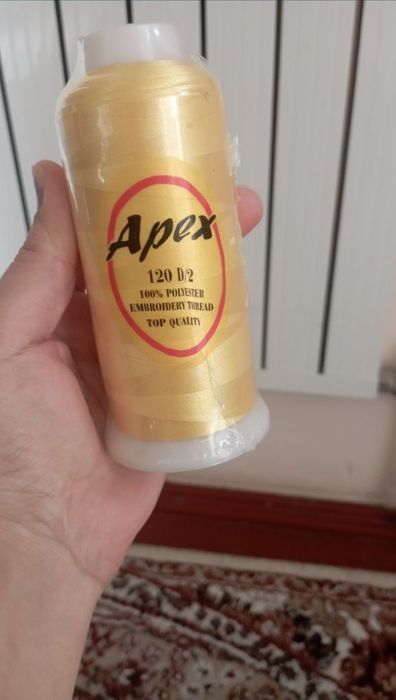 Apex
120 D/2
100% POLYESTER
EMBROIDERY THREAD
TOP QUALITY